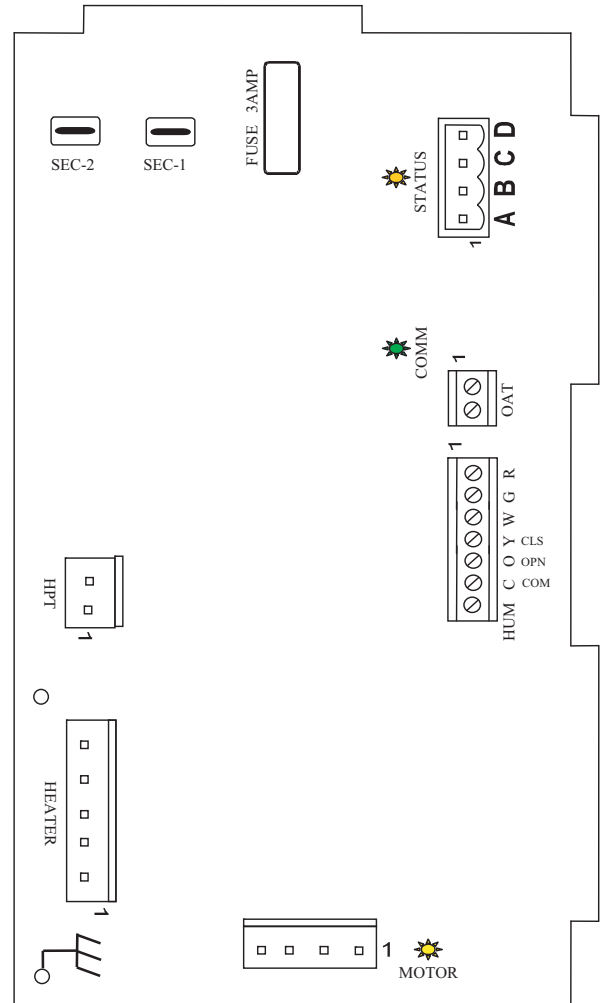 SEC-2
SEC-1
FUSE 3AMP
STATUS
A B C D
1
COMM
1
OAT
1
HUM C O Y W G R
CLS
OPN
COM
HPT
1
HEATER
1
1
MOTOR